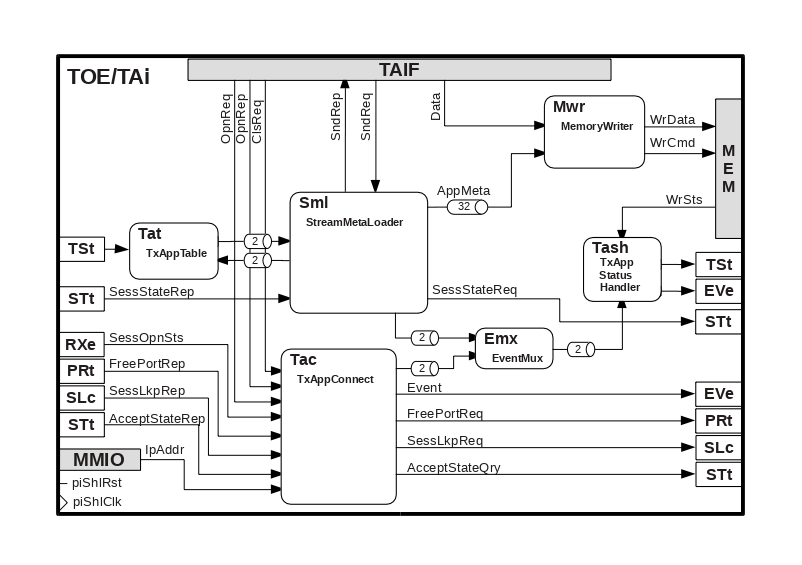 TOE/TAi
TAIF
OpnReq
OpnRep
ClsReq
SndRep
SndReq
Data
Mwr
MemoryWriter
WrData
WrCmd
M
E
M
AppMeta
32
WrSts
Sml
StreamMetaLoader
Tat
TxAppTable
2
2
TSt
Tash
TxApp
Status
Handler
TSt
EVe
STt
SessStateRep
SessStateReq
STt
RXe
SessOpnSts
PRt
FreePortRep
SLc
SessLkpRep
STt
AcceptStateRep
MMIO
IpAddr
piShlRst
piShlClk
Tac
TxAppConnect
2
2
Emx
EventMux
2
Event
EVe
FreePortReq
PRt
SessLkpReq
SLc
AcceptStateQry
STt